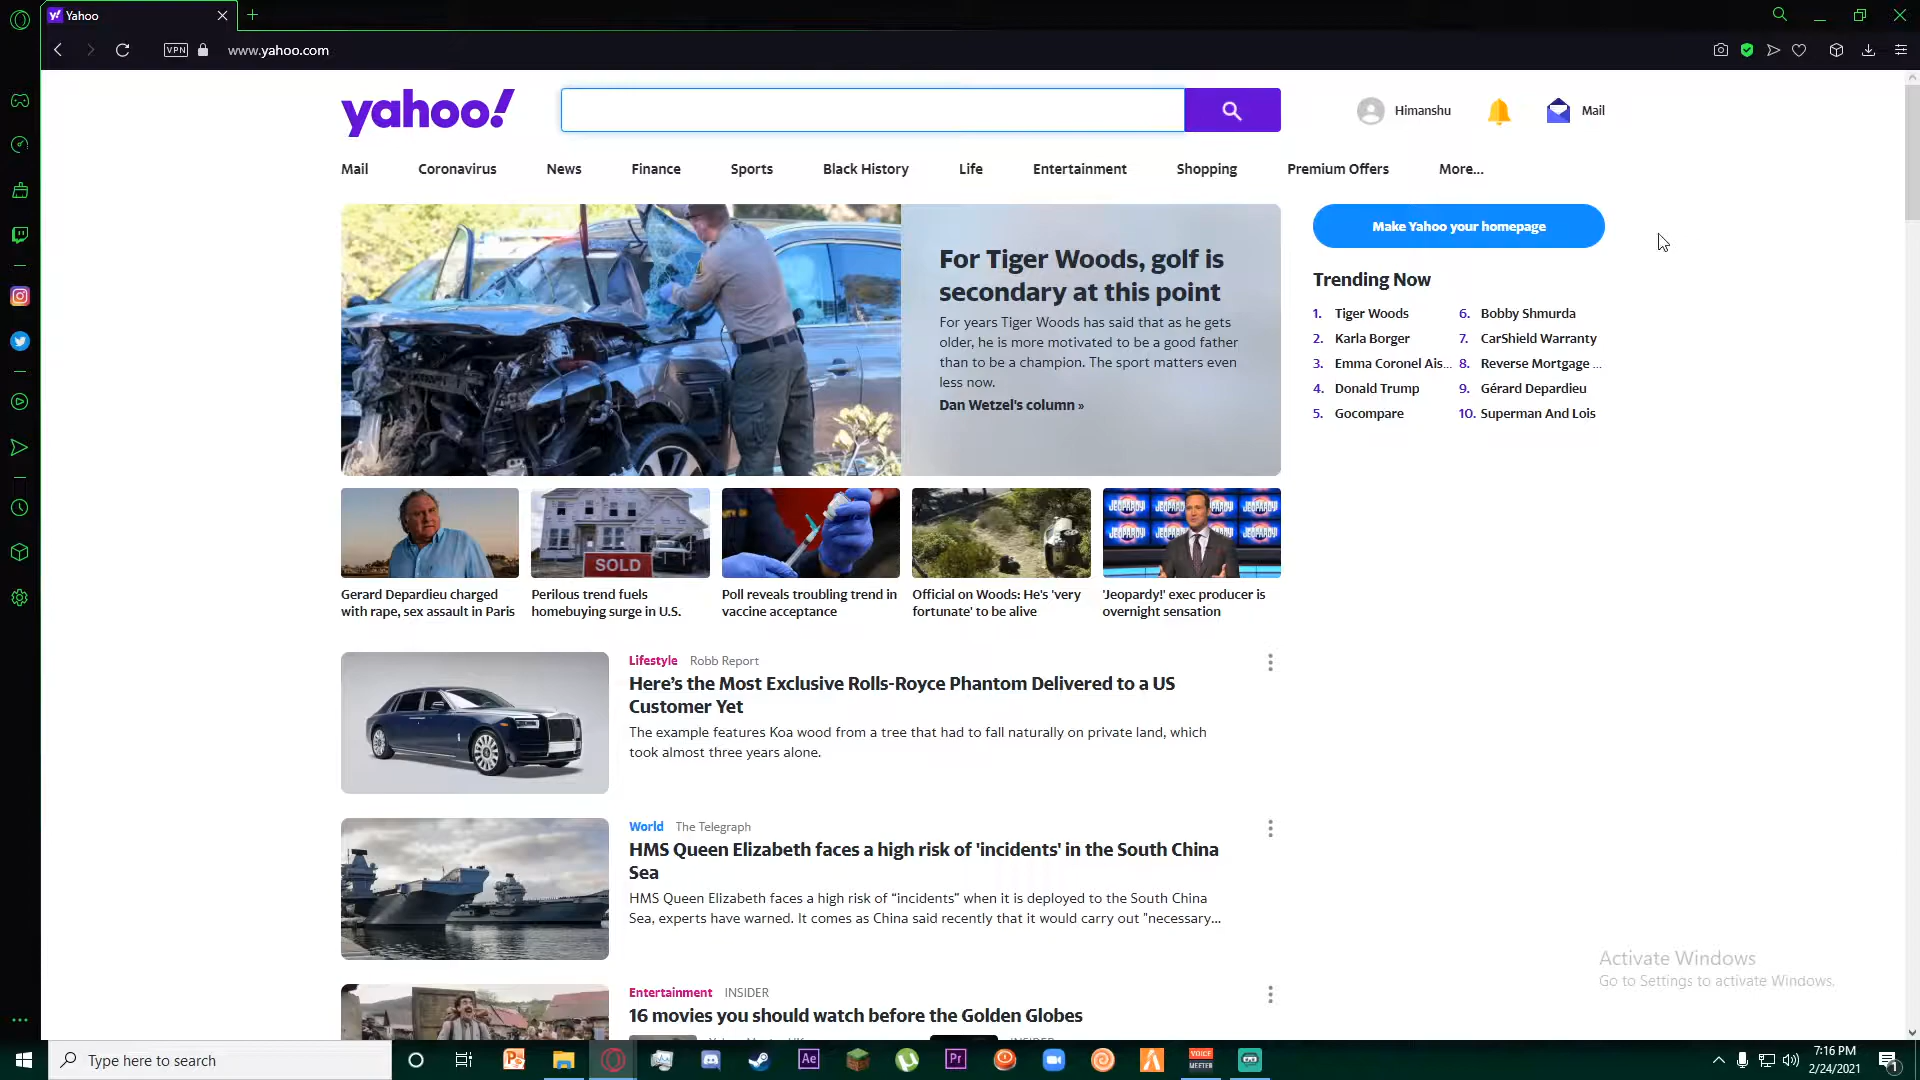 Yahoo
VPN
www.yahoo.com
yahoo!
Himanshu
Mail
Mail
Coronavirus
News
Finance
Sports
Black History
Life
Entertainment
Shopping
Premium Offers
More...
For Tiger Woods, golf is
secondary at this point
For years Tiger Woods has said that as he gets
older, he is more motivated to be a good father
than to be a champion. The sport matters even
less now.
Dan Wetzel's column »
Make Yahoo your homepage
Trending Now
1. Tiger Woods
2. Karla Borger
3. Emma Coronel Ais...
4. Donald Trump
5. Gocompare
6. Bobby Shmurda
7. CarShield Warranty
8. Reverse Mortgage ...
9. Gérard Depardieu
10. Superman And Lois
SOLD
JEOPARDY!
Gerard Depardieu charged
with rape, sex assault in Paris
Perilous trend fuels
homebuying surge in U.S.
Poll reveals troubling trend in
vaccine acceptance
Official on Woods: He's 'very
fortunate' to be alive
'Jeopardy!' exec producer is
overnight sensation
Lifestyle Robb Report
Here’s the Most Exclusive Rolls-Royce Phantom Delivered to a US
Customer Yet
The example features Koa wood from a tree that had to fall naturally on private land, which
took almost three years alone.
World The Telegraph
HMS Queen Elizabeth faces a high risk of 'incidents' in the South China
Sea
HMS Queen Elizabeth faces a high risk of “incidents” when it is deployed to the South China
Sea, experts have warned. It comes as China said recently that it would carry out "necessary...
Entertainment INSIDER
16 movies you should watch before the Golden Globes
Activate Windows
Go to Settings to activate Windows.
Type here to search
Ae
Pr
VOICE
MEETER
7:16 PM
2/24/2021
1